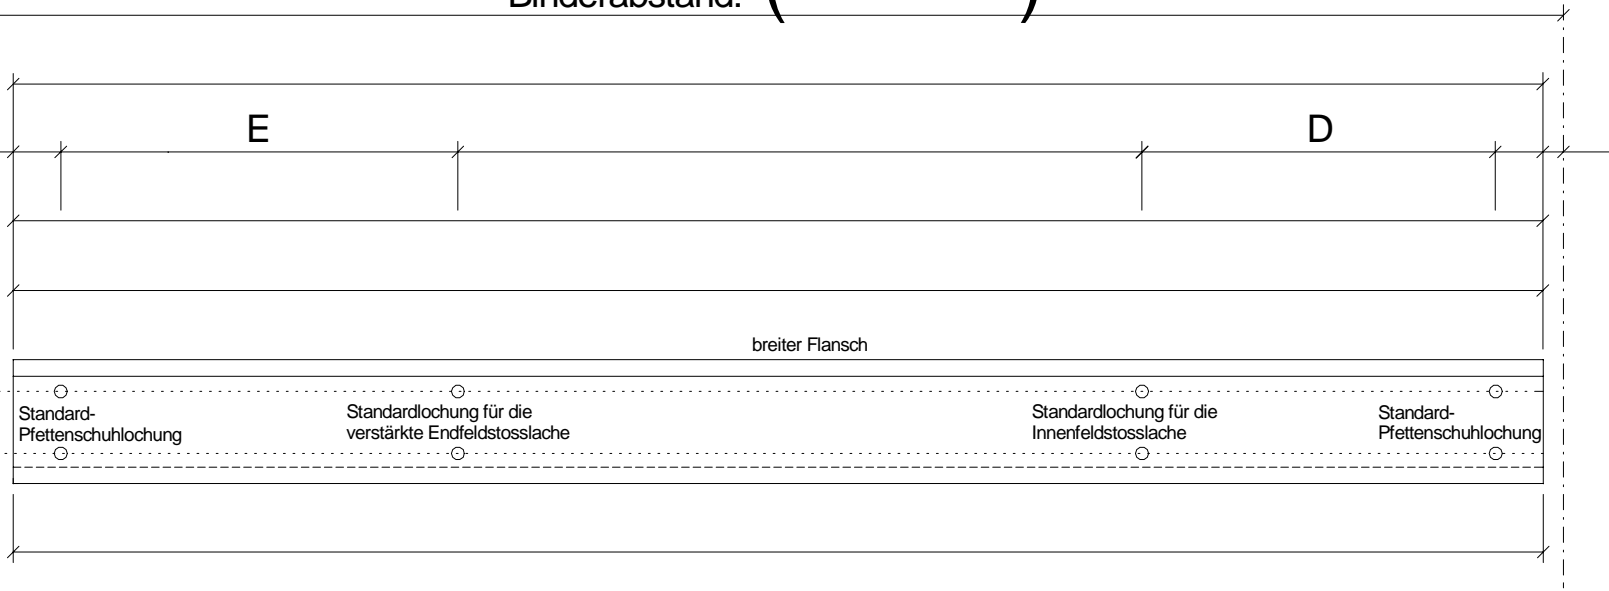 Binderabstand: ( )
E
D
breiter Flansch
Standard-
Pfettenschuhlochung
Standardlochung für die
verstärkte Endfeldstosslache
Standardlochung für die
Innenfeldstosslache
Standard-
Pfettenschuhlochung